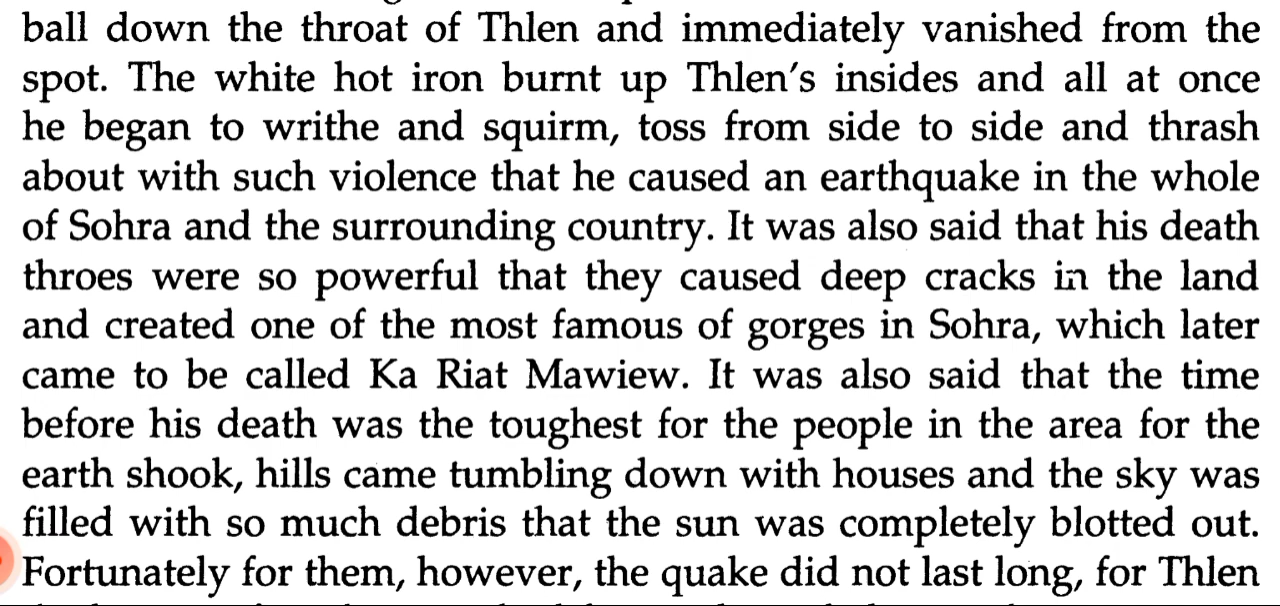 ball down the throat of Thlen and immediately vanished from the
spot. The white hot iron burnt up Thlen's insides and all at once
he began to writhe and squirm, toss from side to side and thrash
about with such violence that he caused an earthquake in the whole
of Sohra and the surrounding country. It was also said that his death
throes were so powerful that they caused deep cracks in the land
and created one of the most famous of gorges in Sohra, which later
came to be called Ka Riat Mawiew. It was also said that the time
before his death was the toughest for the people in the area for the
earth shook, hills came tumbling down with houses and the sky was
filled with so much debris that the sun was completely blotted out.
Fortunately for them, however, the quake did not last long, for Thlen